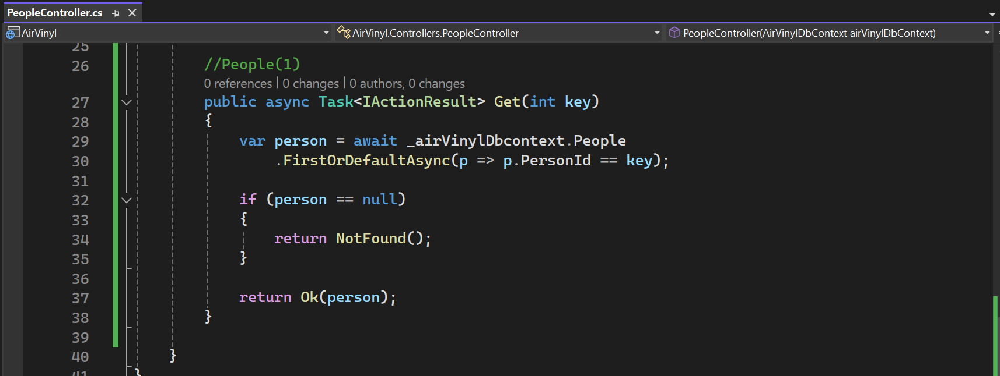 PeopleController.cs
AirVinyl AirVinyl.Controllers.PeopleController PeopleController(AirVinylDbContext airVinylDbContext)
25
26 //People(1)
0 references | 0 changes | 0 authors, 0 changes
27 public async Task<IActionResult> Get(int key)
28 {
29 var person = await _airVinylDbcontext.People
30 .FirstOrDefaultAsync(p => p.PersonId == key);
31
32 if (person == null)
33 {
34 return NotFound();
35 }
36
37 return Ok(person);
38 }
39
40 }
41 }